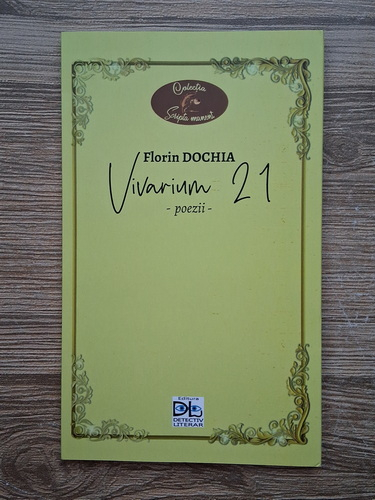 Colecția
Scripta manent
Florin DOCHIA
Vivarium 21
- poezii -
Editura
DL
DETECTIV
LITERAR